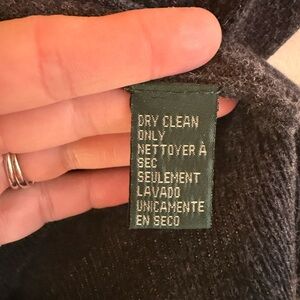 DRY CLEAN
ONLY
NETTOYER À
SEC
SEULEMENT
LAVADO
UNICAMENTE
EN SECO